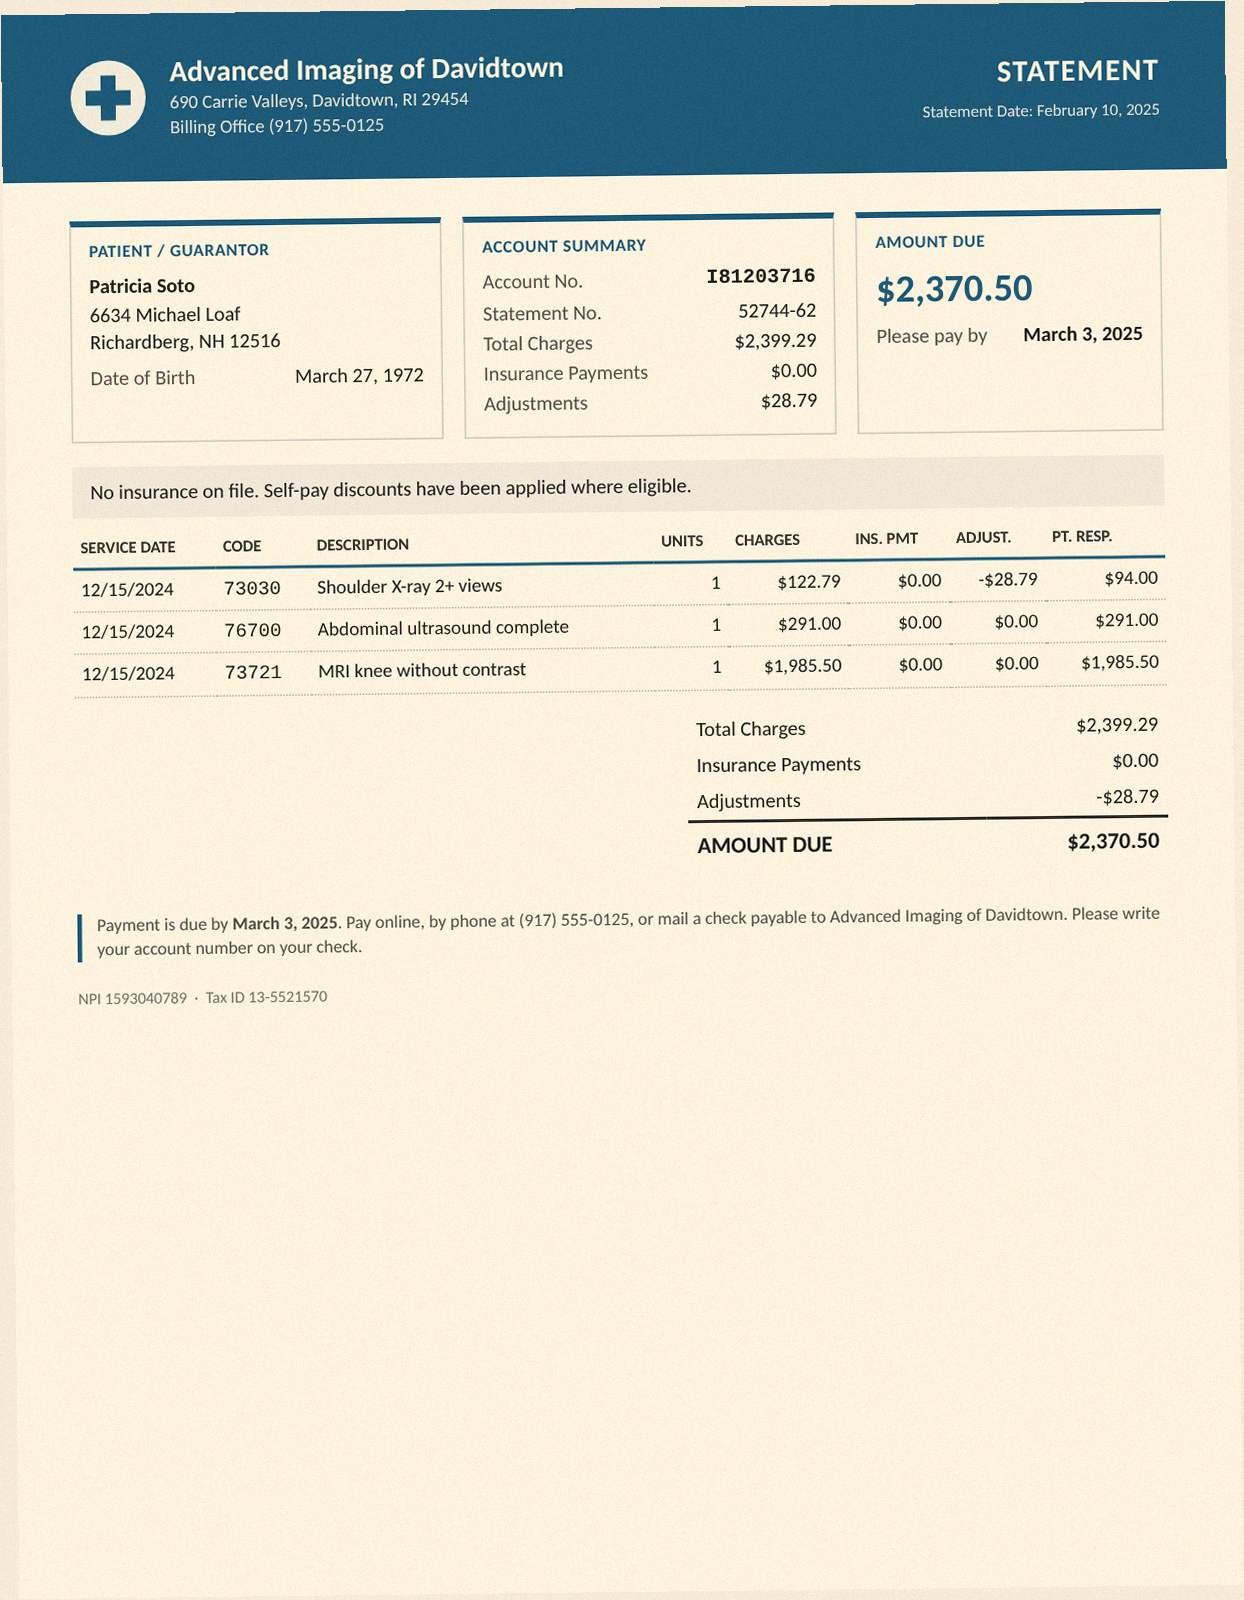 Advanced Imaging of Davidtown
690 Carrie Valleys, Davidtown, RI 29454
Billing Office (917) 555-0125
STATEMENT
Statement Date: February 10, 2025
PATIENT / GUARANTOR
Patricia Soto
6634 Michael Loaf
Richardberg, NH 12516
Date of Birth March 27, 1972
ACCOUNT SUMMARY
Account No. I81203716
Statement No. 52744-62
Total Charges $2,399.29
Insurance Payments $0.00
Adjustments $28.79
AMOUNT DUE
$2,370.50
Please pay by March 3, 2025
No insurance on file. Self-pay discounts have been applied where eligible.
SERVICE DATE CODE DESCRIPTION UNITS CHARGES INS. PMT ADJUST. PT. RESP.
12/15/2024 73030 Shoulder X-ray 2+ views 1 $122.79 $0.00 -$28.79 $94.00
12/15/2024 76700 Abdominal ultrasound complete 1 $291.00 $0.00 $0.00 $291.00
12/15/2024 73721 MRI knee without contrast 1 $1,985.50 $0.00 $0.00 $1,985.50
Total Charges $2,399.29
Insurance Payments $0.00
Adjustments -$28.79
AMOUNT DUE $2,370.50
Payment is due by March 3, 2025. Pay online, by phone at (917) 555-0125, or mail a check payable to Advanced Imaging of Davidtown. Please write
your account number on your check.
NPI 1593040789 · Tax ID 13-5521570